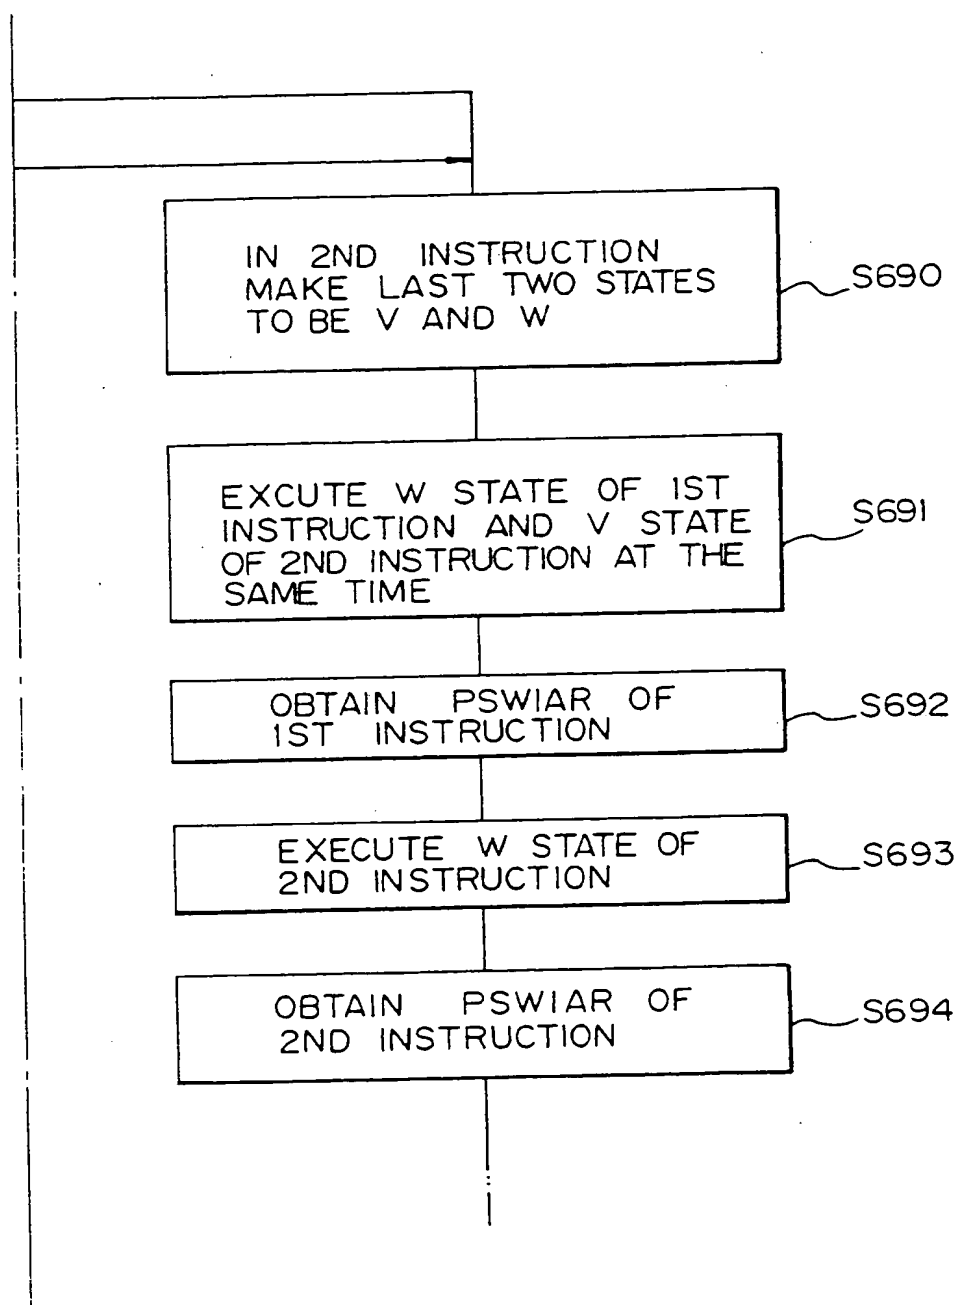 IN 2ND INSTRUCTION
MAKE LAST TWO STATES
TO BE V AND W
S690
EXCUTE W STATE OF 1ST
INSTRUCTION AND V STATE
OF 2ND INSTRUCTION AT THE
SAME TIME
S691
OBTAIN PSWIAR OF
1ST INSTRUCTION
S692
EXECUTE W STATE OF
2ND INSTRUCTION
S693
OBTAIN PSWIAR OF
2ND INSTRUCTION
S694